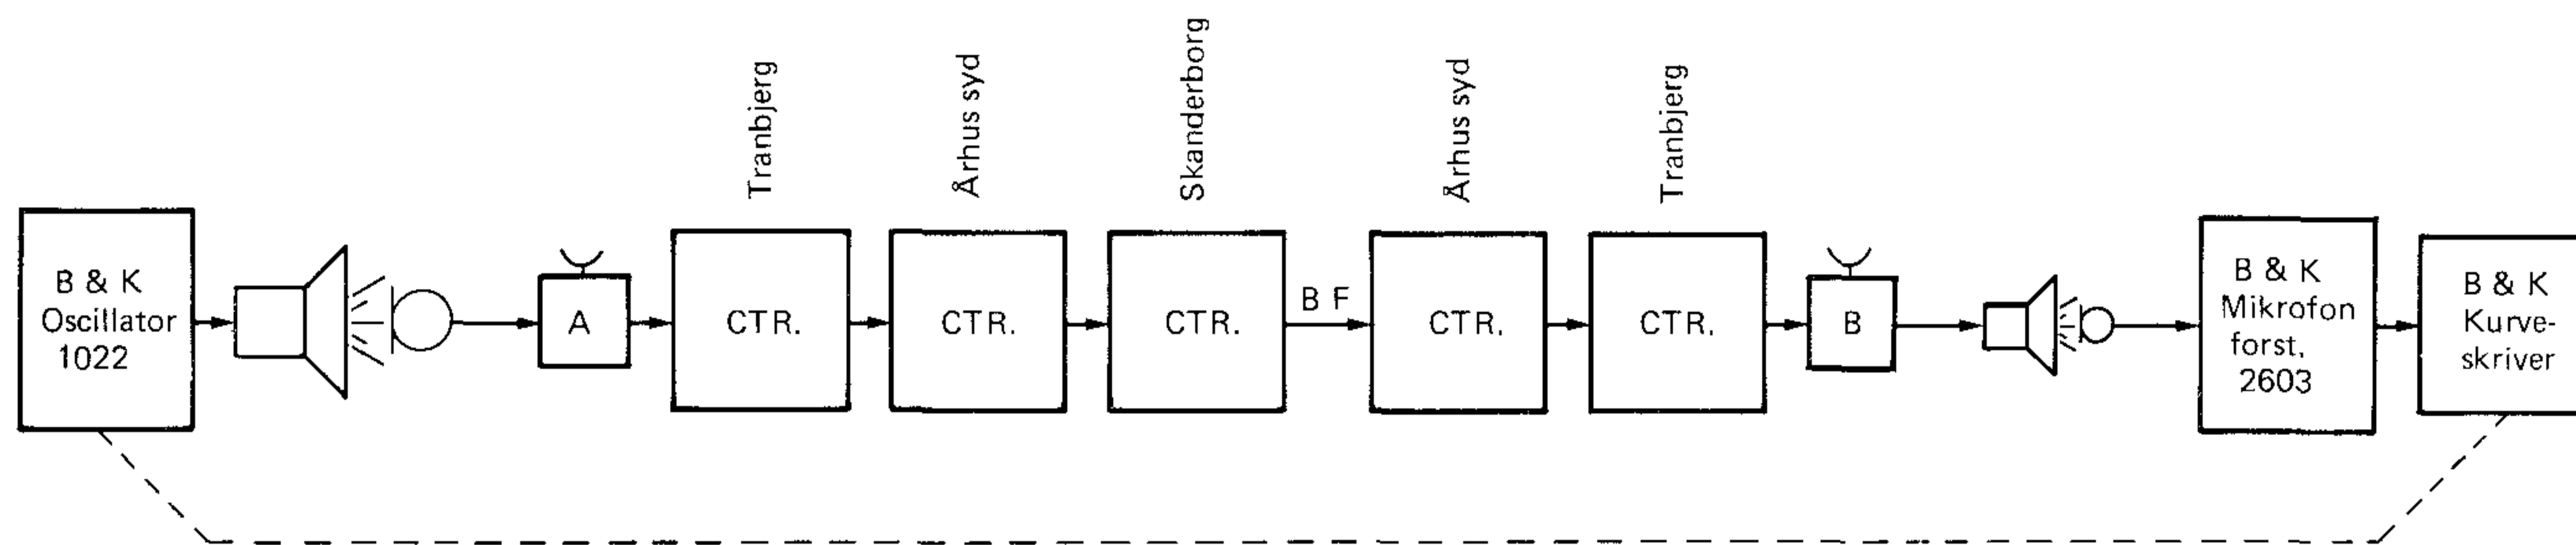 Tranbjerg
Århus syd
Skanderborg
Århus syd
Tranbjerg
B & K
Oscillator
1022
A
CTR.
CTR.
CTR.
B F
CTR.
CTR.
B
B & K
Mikrofon
forst.
2603
B & K
Kurve-
skriver